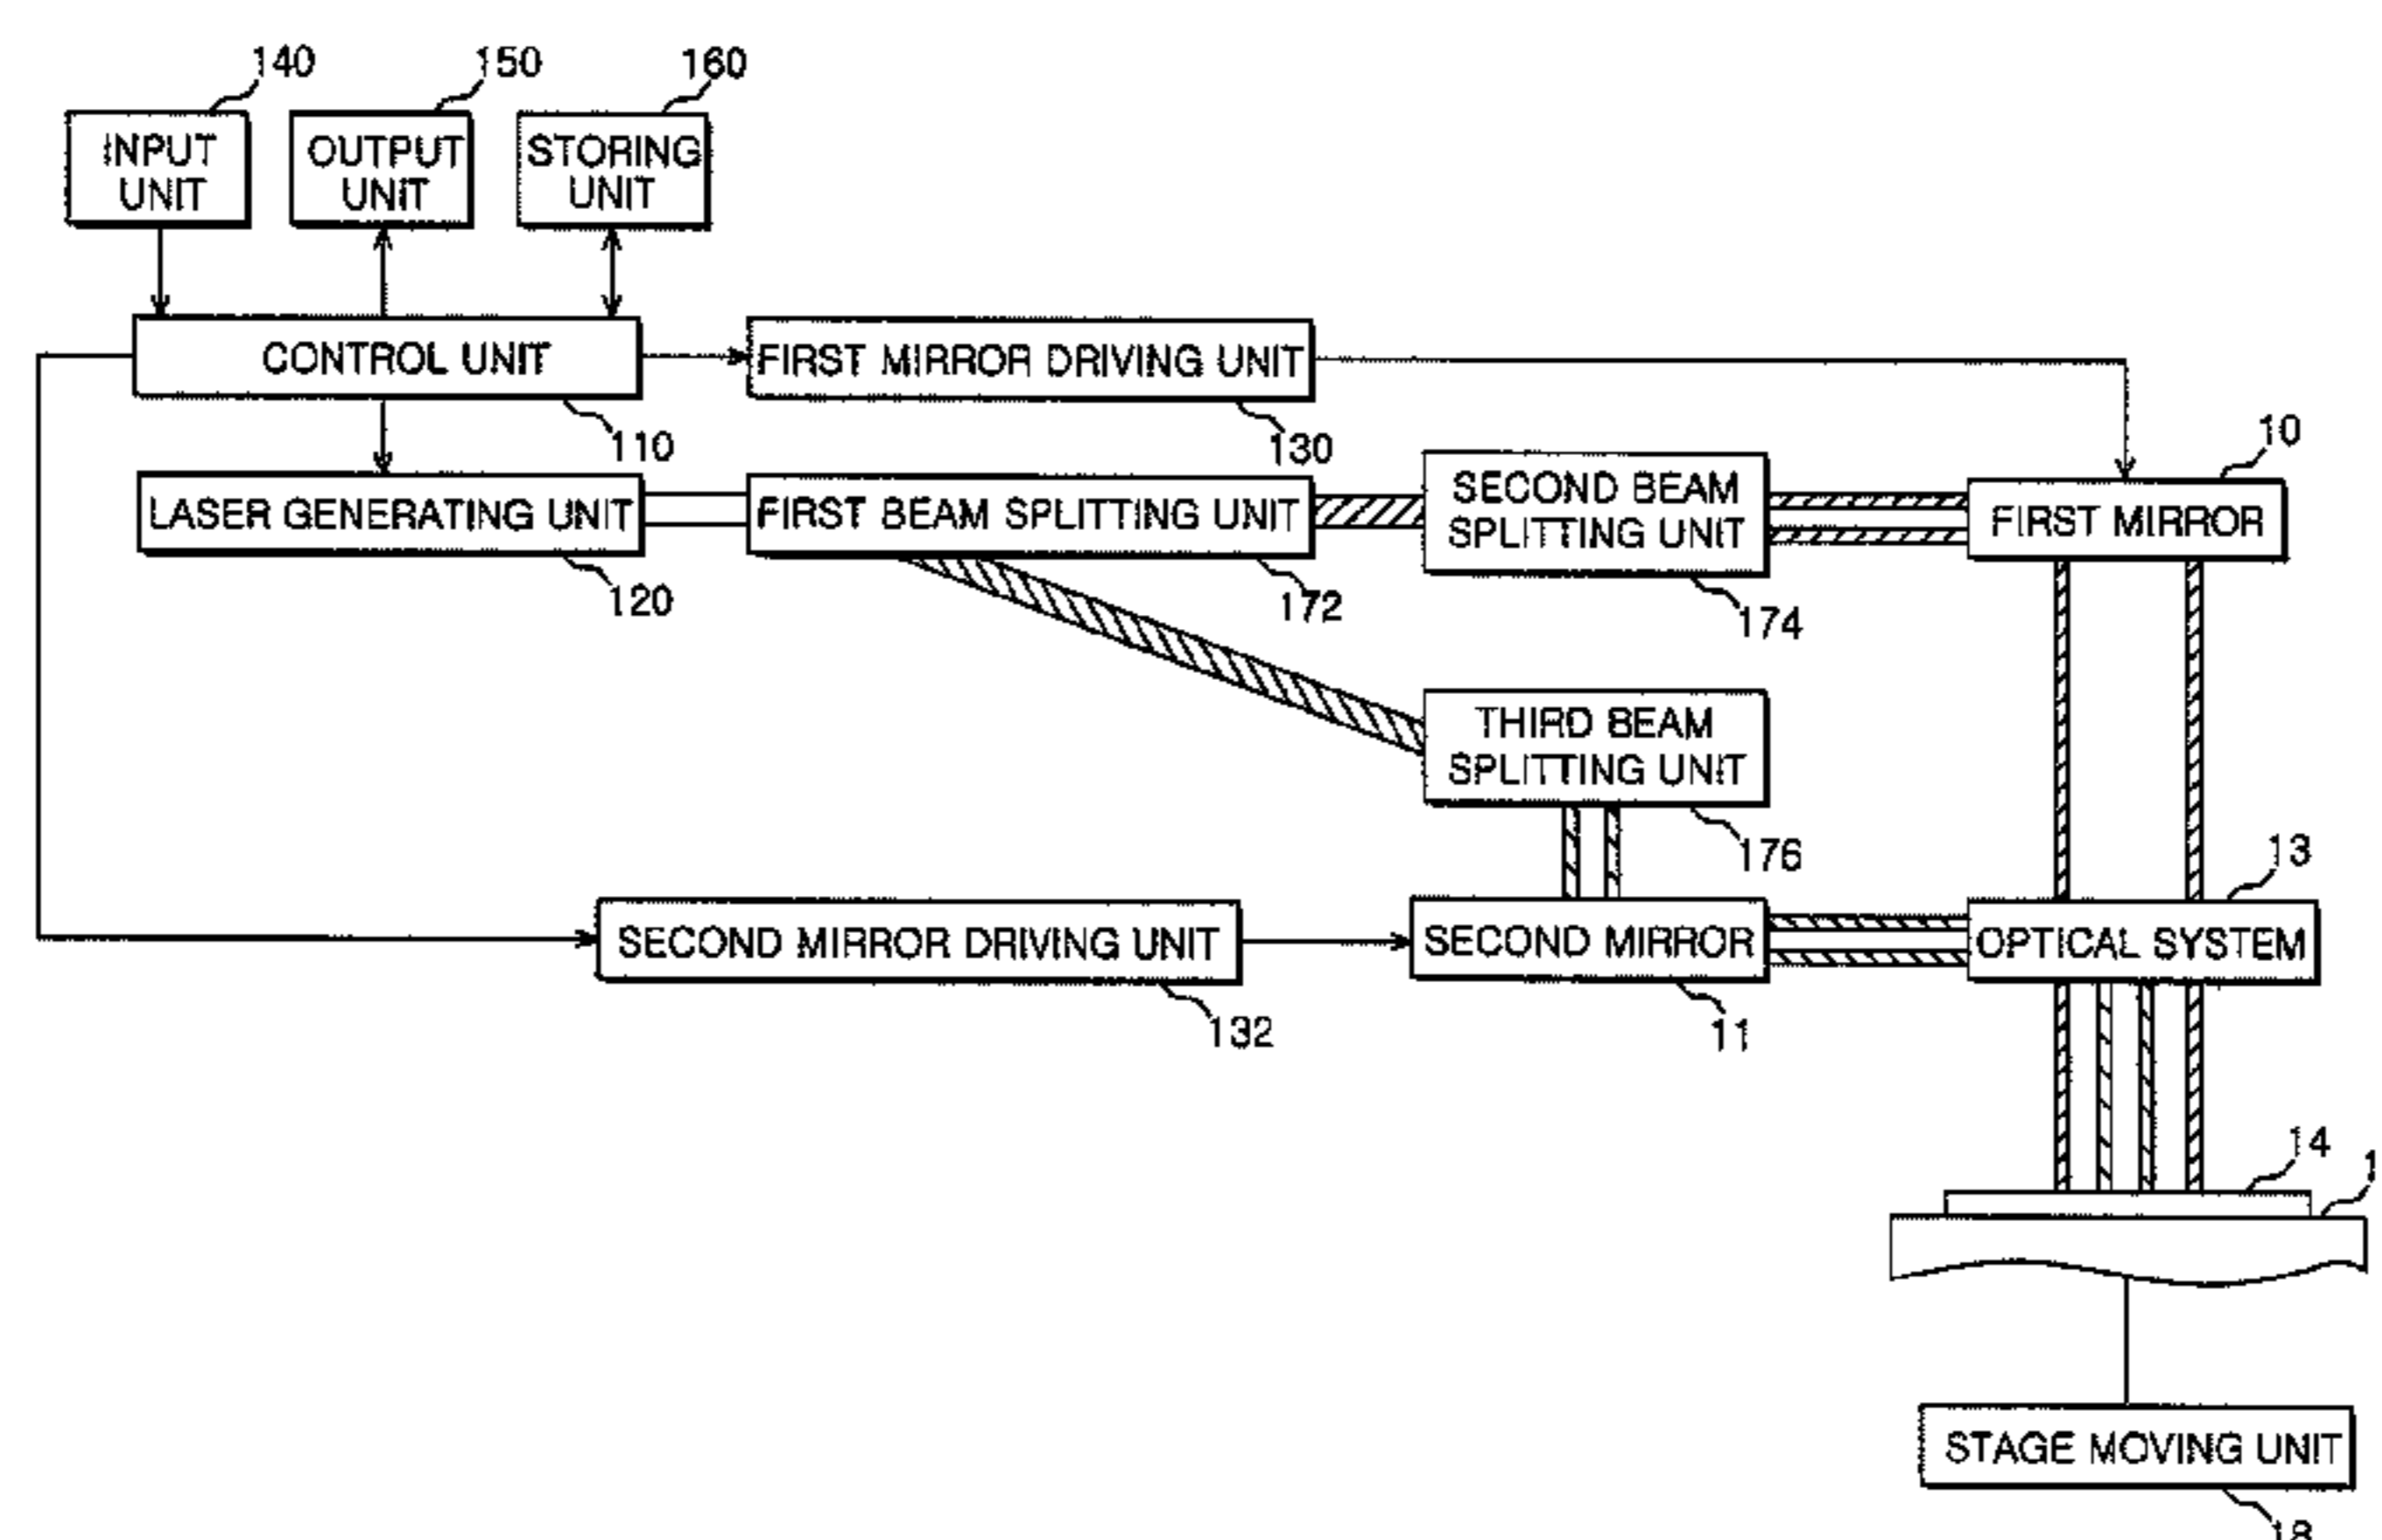 140
150
160
INPUT
UNIT
OUTPUT
UNIT
STORING
UNIT
CONTROL UNIT
110
FIRST MIRROR DRIVING UNIT
130
LASER GENERATING UNIT
120
FIRST BEAM SPLITTING UNIT
172
SECOND BEAM
SPLITTING UNIT
174
10
FIRST MIRROR
THIRD BEAM
SPLITTING UNIT
176
SECOND MIRROR DRIVING UNIT
132
SECOND MIRROR
11
13
OPTICAL SYSTEM
14
1
STAGE MOVING UNIT
18